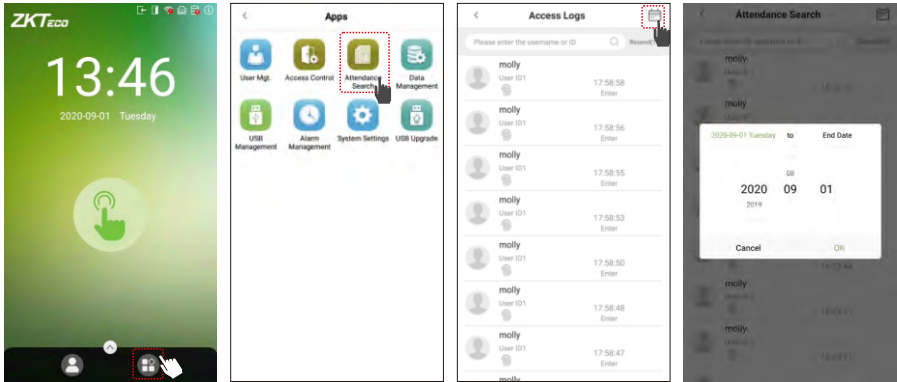 ZKTeco
13:46
2020-09-01 Tuesday
Apps
User Mgt.
Access Control
Attendance Search
Data Management
USB Management
Alarm Management
System Settings
USB Upgrade
Access Logs
Please enter the username or ID
molly
User ID1
17:58:58
Enter
molly
User ID1
17:58:56
Enter
molly
User ID1
17:58:55
Enter
molly
User ID1
17:58:53
Enter
molly
User ID1
17:58:50
Enter
molly
User ID1
17:58:48
Enter
molly
User ID1
17:58:47
Enter
molly
Attendance Search
molly
molly
2020-09-01 Tuesday to End Date
08
2020 09 01
2019
Cancel OK
molly
molly